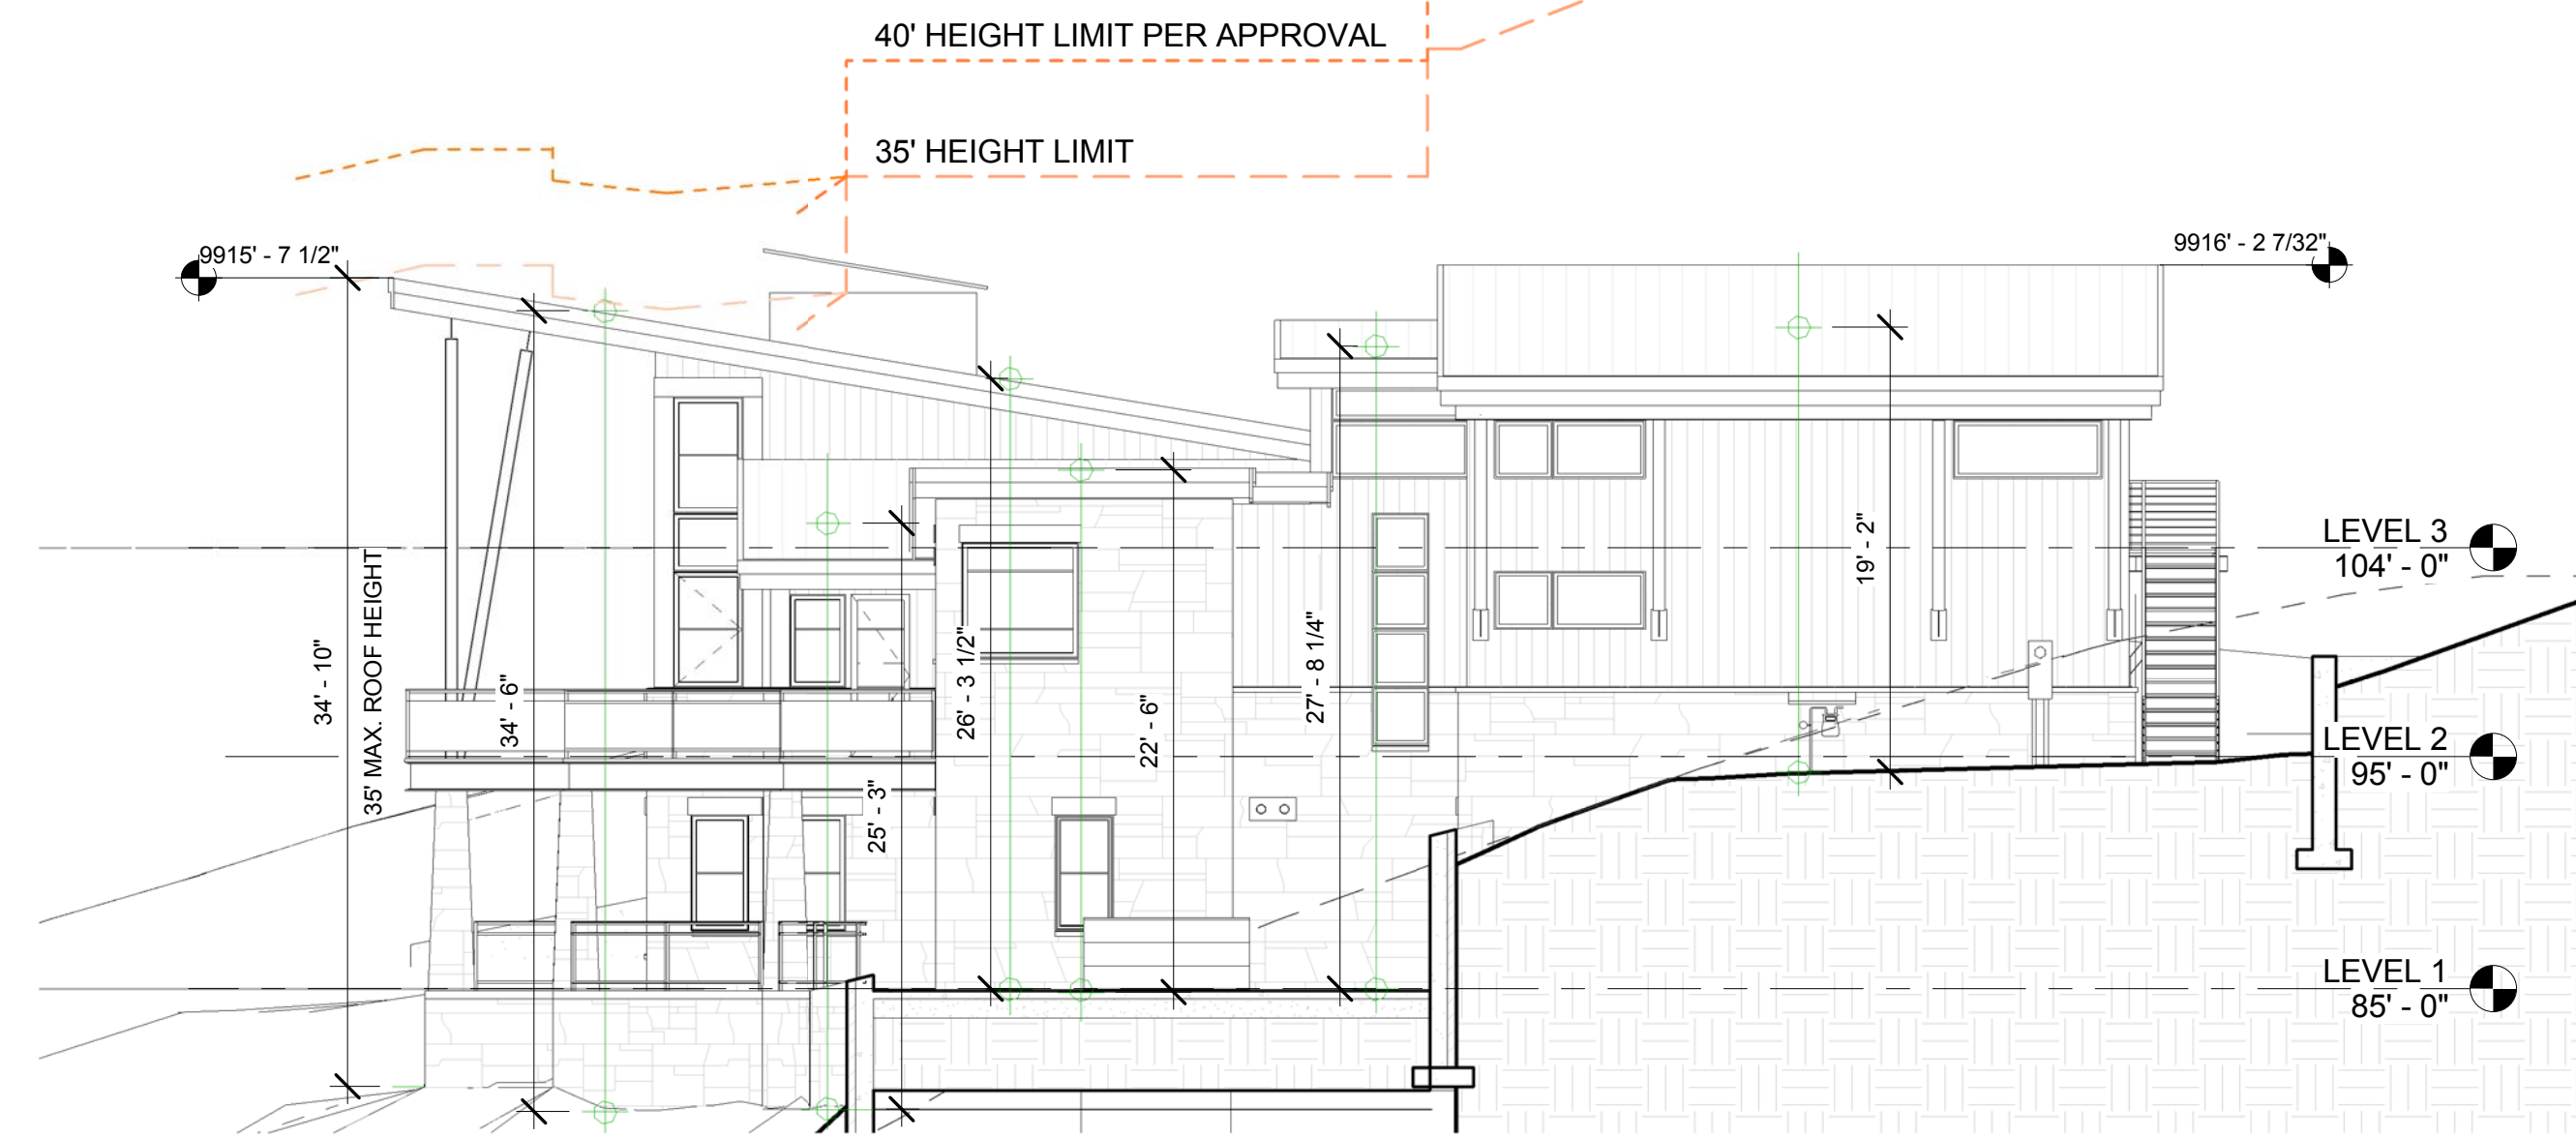 40' HEIGHT LIMIT PER APPROVAL
35' HEIGHT LIMIT
9915' - 7 1/2"
9916' - 2 7/32"
34' - 10"
35' MAX. ROOF HEIGHT
34' - 6"
25' - 3"
26' - 3 1/2"
22' - 6"
27' - 8 1/4"
19' - 2"
LEVEL 3
104' - 0"
LEVEL 2
95' - 0"
LEVEL 1
85' - 0"